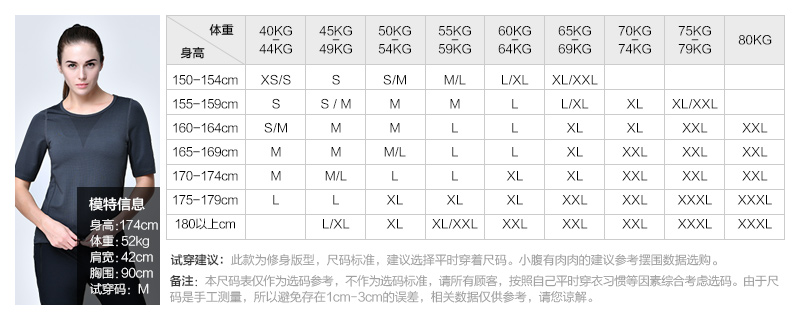 体重
身高
40KG-44KG 45KG-49KG 50KG-54KG 55KG-59KG 60KG-64KG 65KG-69KG 70KG-74KG 75KG-79KG 80KG
150-154cm XS/S S S/M M/L L/XL XL/XXL
155-159cm S S / M M M L L/XL XL XL/XXL
160-164cm S/M M M L L XL XL XXL XXL
165-169cm M M M/L L L XL XXL XXL XXL
170-174cm M M/L L L XL XL XXL XXL XXL
175-179cm L L XL XL XL XXL XXL XXXL XXXL
180以上cm L/XL XL XL/XXL XXL XXL XXXL XXXL XXXL
模特信息
身高:174cm
体重:52kg
肩宽:42cm
胸围:90cm
试穿码: M
试穿建议：此款为修身版型，尺码标准，建议选择平时穿着尺码。小腹有肉肉的建议参考摆围数据选购。
备注：本尺码表仅作为选码参考，不作为选码标准，请所有顾客，按照自己平时穿衣习惯等因素综合考虑选码。由于尺
码是手工测量，所以避免存在1cm-3cm的误差，相关数据仅供参考，请您谅解。